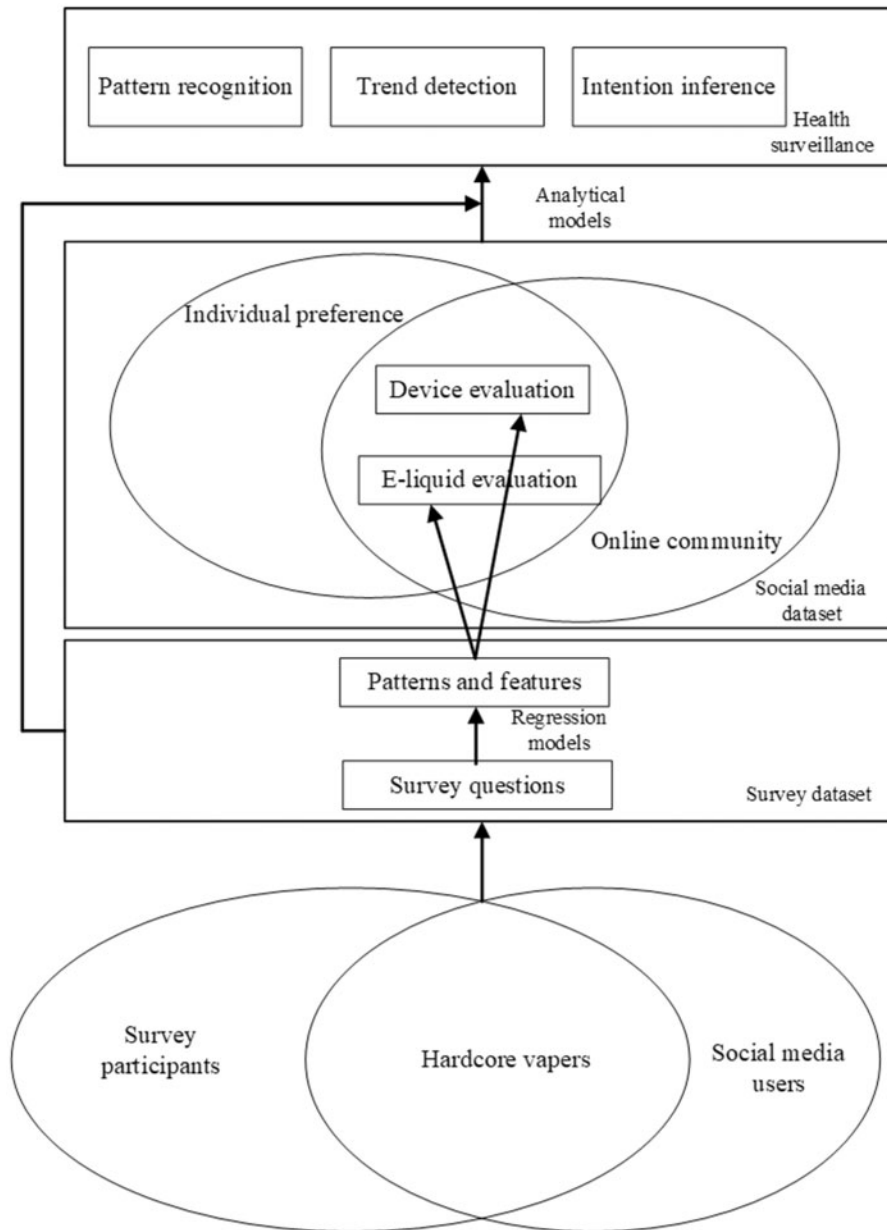 Pattern recognition
Trend detection
Intention inference
Health
surveillance
Analytical
models
Individual preference
Device evaluation
E-liquid evaluation
Online community
Social media
dataset
Patterns and features
Regression
models
Survey questions
Survey dataset
Survey
participants
Hardcore vapers
Social media
users